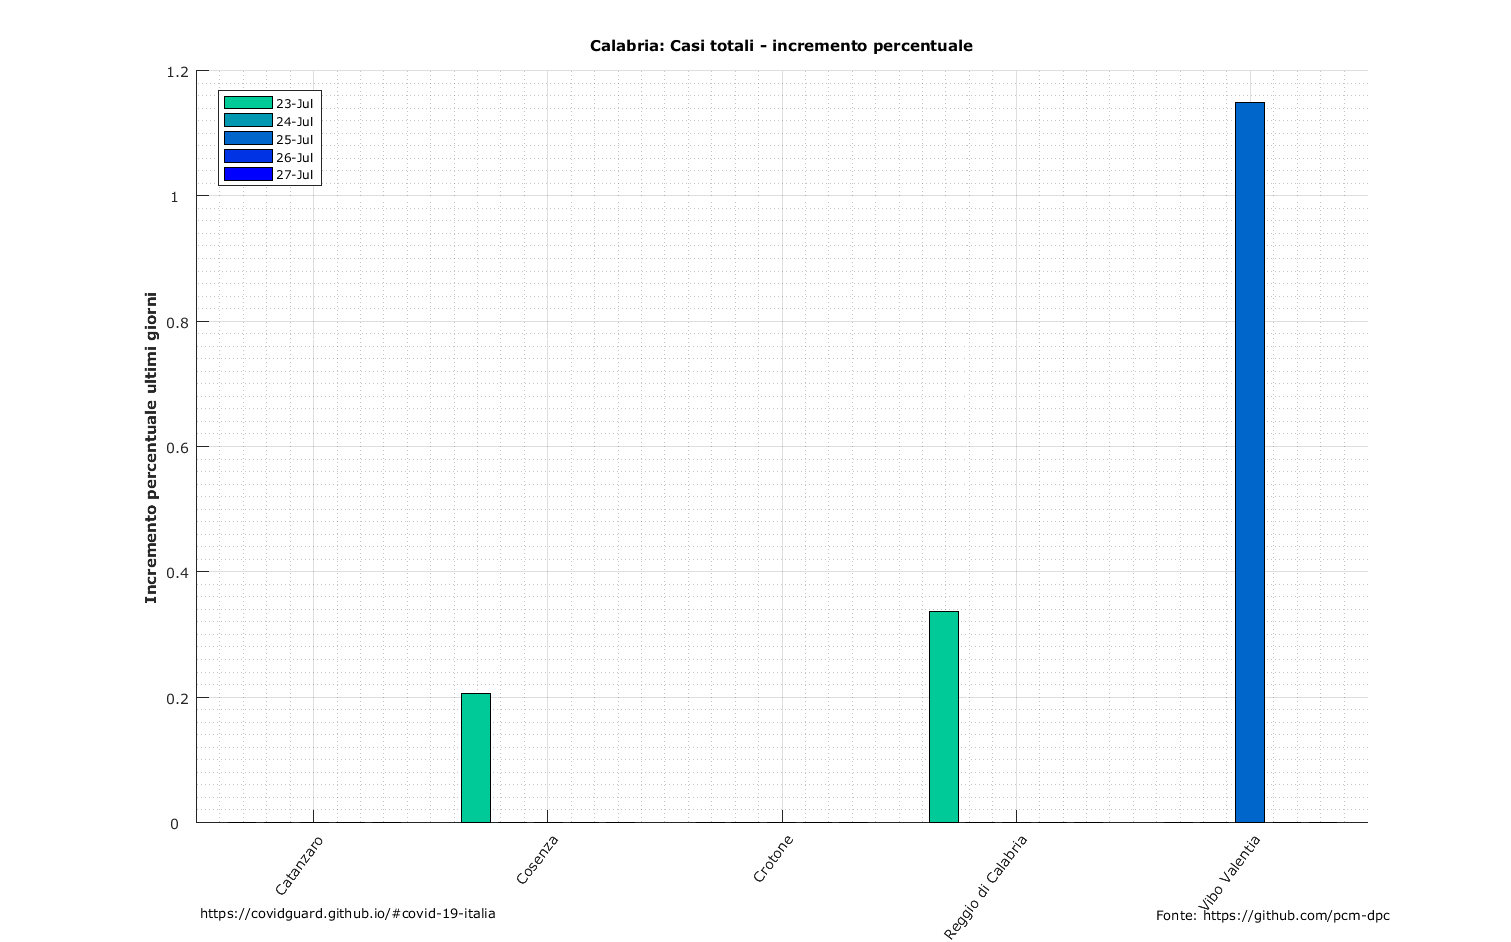 Calabria: Casi totali - incremento percentuale
1.2
1
0.8
0.6
0.4
0.2
0
Incremento percentuale ultimi giorni
23-Jul
24-Jul
25-Jul
26-Jul
27-Jul
Catanzaro
Cosenza
Crotone
Reggio di Calabria
Vibo Valentia
https://covidguard.github.io/#covid-19-italia
Fonte: https://github.com/pcm-dpc